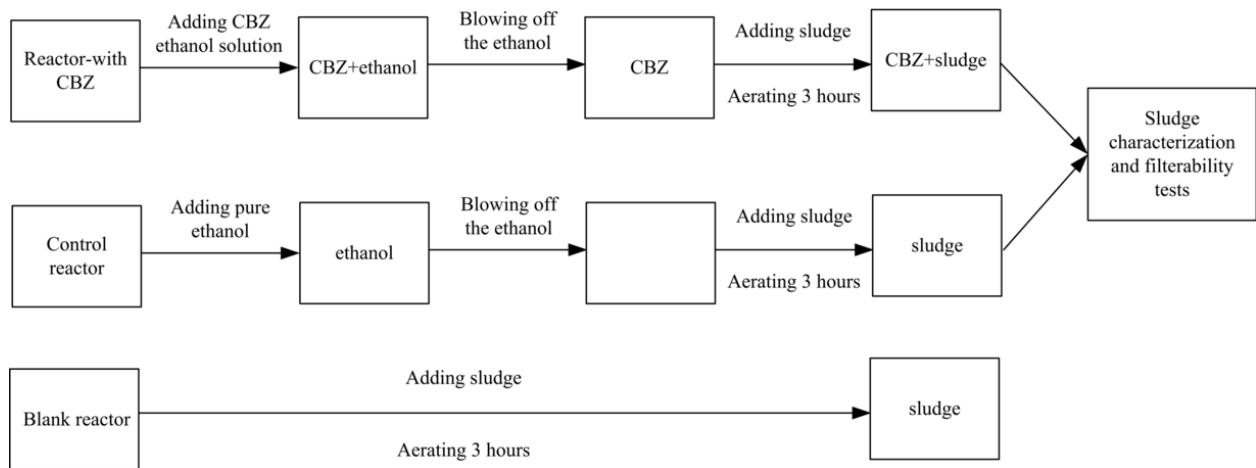 Reactor-with
CBZ
Adding CBZ
ethanol solution
CBZ+ethanol
Blowing off
the ethanol
CBZ
Adding sludge
Aerating 3 hours
CBZ+sludge
Sludge
characterization
and filterability
tests
Control
reactor
Adding pure
ethanol
ethanol
Blowing off
the ethanol
Adding sludge
Aerating 3 hours
sludge
Blank reactor
Adding sludge
Aerating 3 hours
sludge